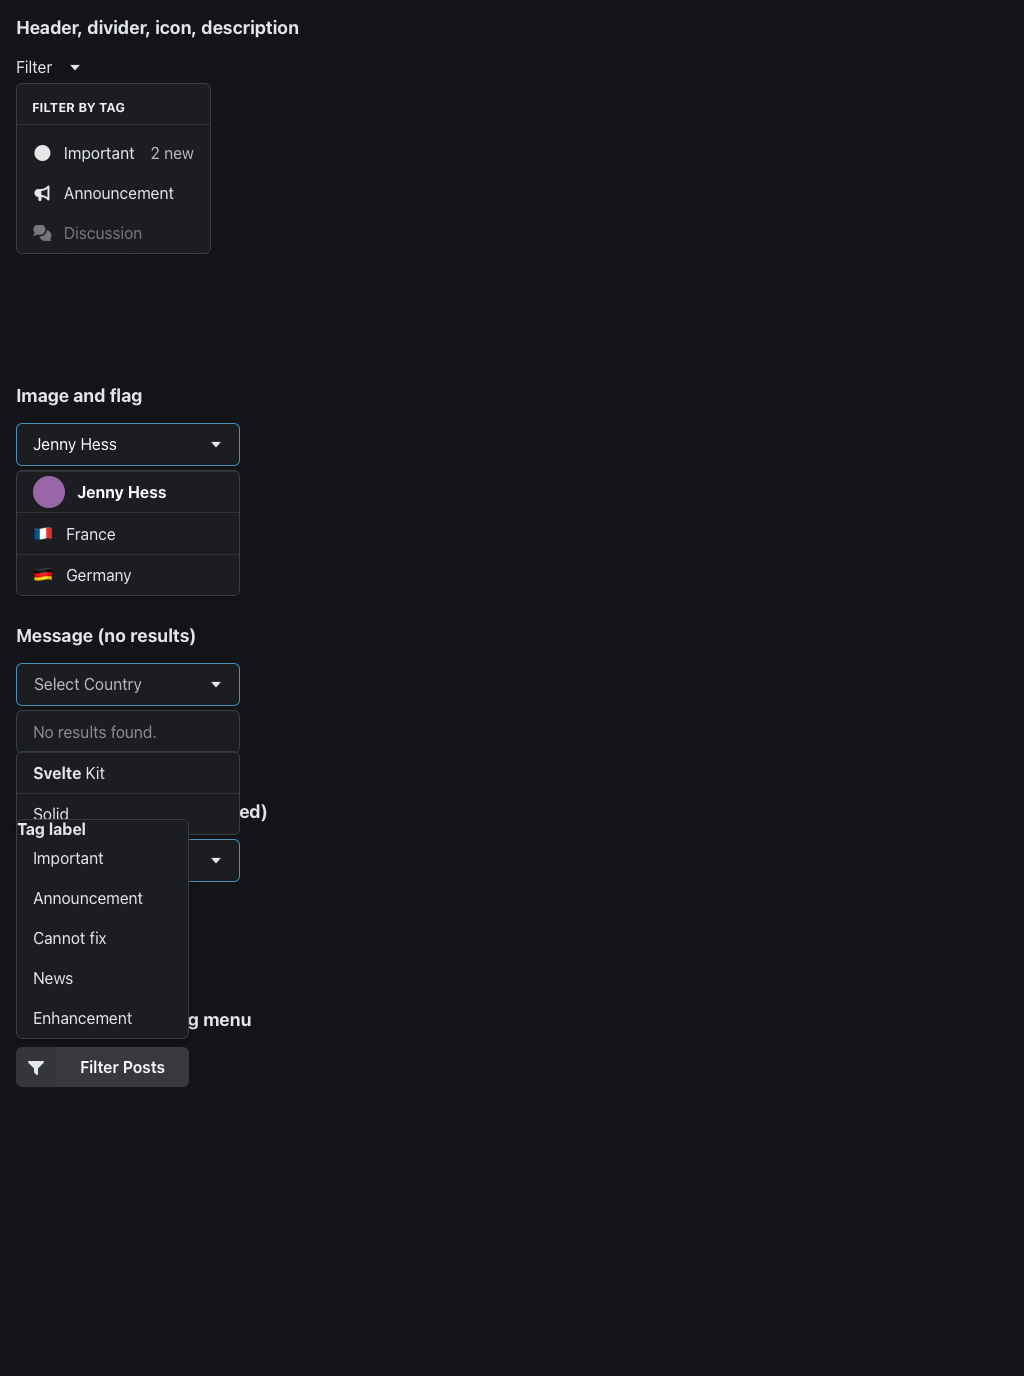 Header, divider, icon, description
Filter
FILTER BY TAG
Important 2 new
Announcement
Discussion
Image and flag
Jenny Hess
Jenny Hess
France
Germany
Message (no results)
Select Country
No results found.
Svelte Kit
Solid
ed)
Tag label
Important
Announcement
Cannot fix
News
Enhancement
g menu
Filter Posts